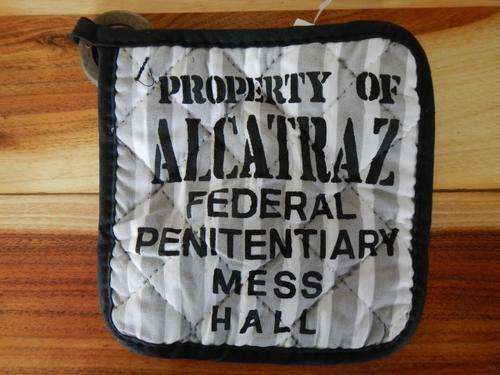 PROPERTY OF
ALCATRAZ
FEDERAL
PENITENTIARY
MESS
HALL